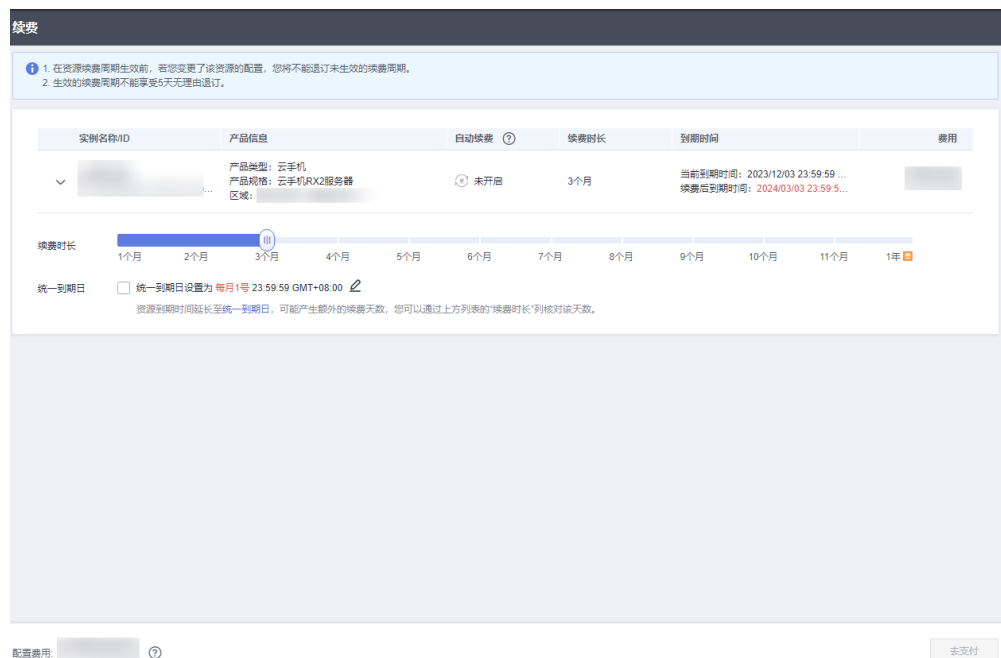 续费
1. 在资源续费周期生效前，若您变更了该资源的配置，您将不能退订未生效的续费周期。
2. 生效的续费周期不能享受5天无理由退订。
实例名称/ID 产品信息 自动续费 ? 续费时长 到期时间 费用
产品类型：云手机
产品规格：云手机RX2服务器
区域：
... 未开启 3个月
当前到期时间：2023/12/03 23:59:59 ...
续费后到期时间：2024/03/03 23:59:5...
续费时长
1个月 2个月 3个月 4个月 5个月 6个月 7个月 8个月 9个月 10个月 11个月 1年
统一到期日 统一到期日设置为 每月1号 23:59:59 GMT+08:00
资源到期时间延长至统一到期日，可能产生额外的续费天数，您可以通过上方列表的“续费时长”列核对该天数。
配置费用: ? 去支付